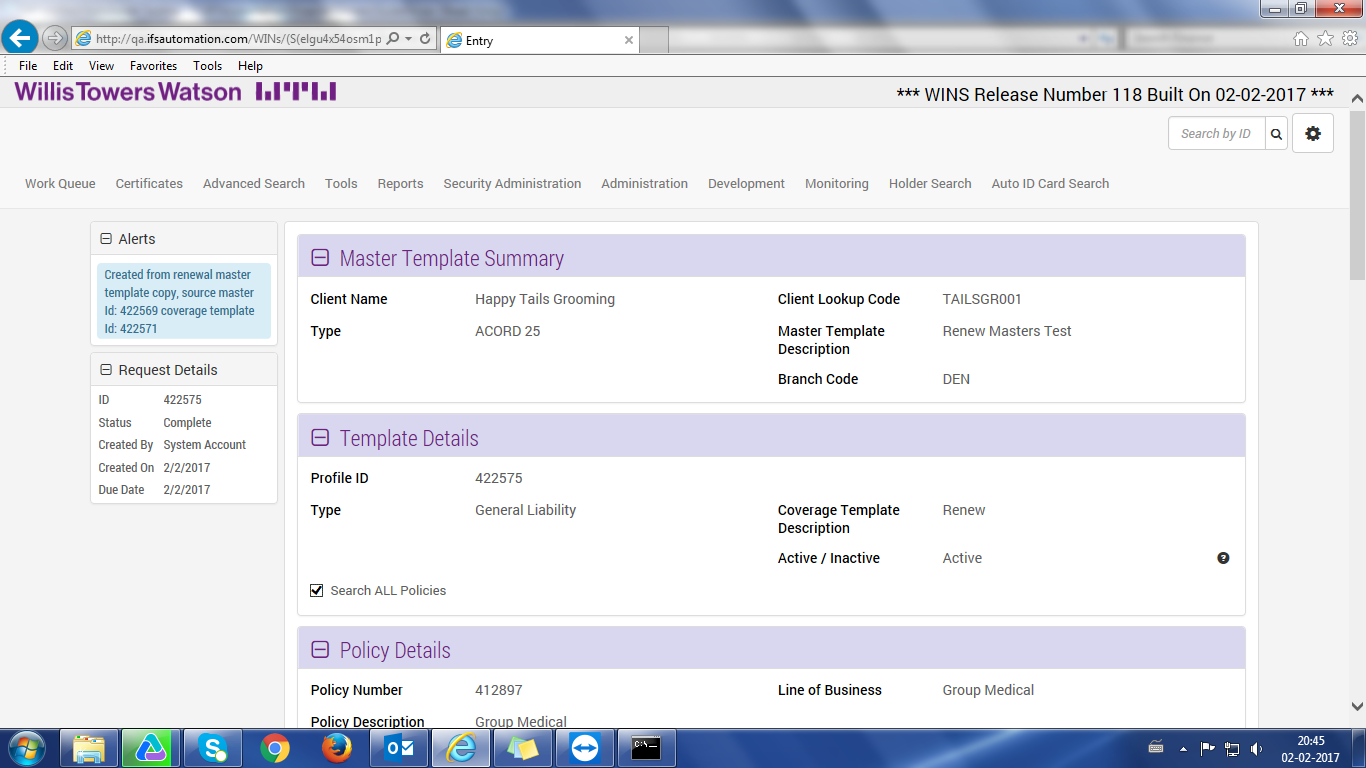 http://qa.ifsautomation.com/WINs/(S(elgu4x54osm1p
Entry
File Edit View Favorites Tools Help
WillisTowersWatson
*** WINS Release Number 118 Built On 02-02-2017 ***
Search by ID
Work Queue Certificates Advanced Search Tools Reports Security Administration Administration Development Monitoring Holder Search Auto ID Card Search
Alerts
Created from renewal master
template copy, source master
Id: 422569 coverage template
Id: 422571
Request Details
ID 422575
Status Complete
Created By System Account
Created On 2/2/2017
Due Date 2/2/2017
Master Template Summary
Client Name Happy Tails Grooming Client Lookup Code TAILSGR001
Type ACORD 25 Master Template Renew Masters Test
Description
Branch Code DEN
Template Details
Profile ID 422575
Type General Liability Coverage Template Renew
Description
Active / Inactive Active
Search ALL Policies
Policy Details
Policy Number 412897 Line of Business Group Medical
Policy Description Group Medical
20:45
02-02-2017